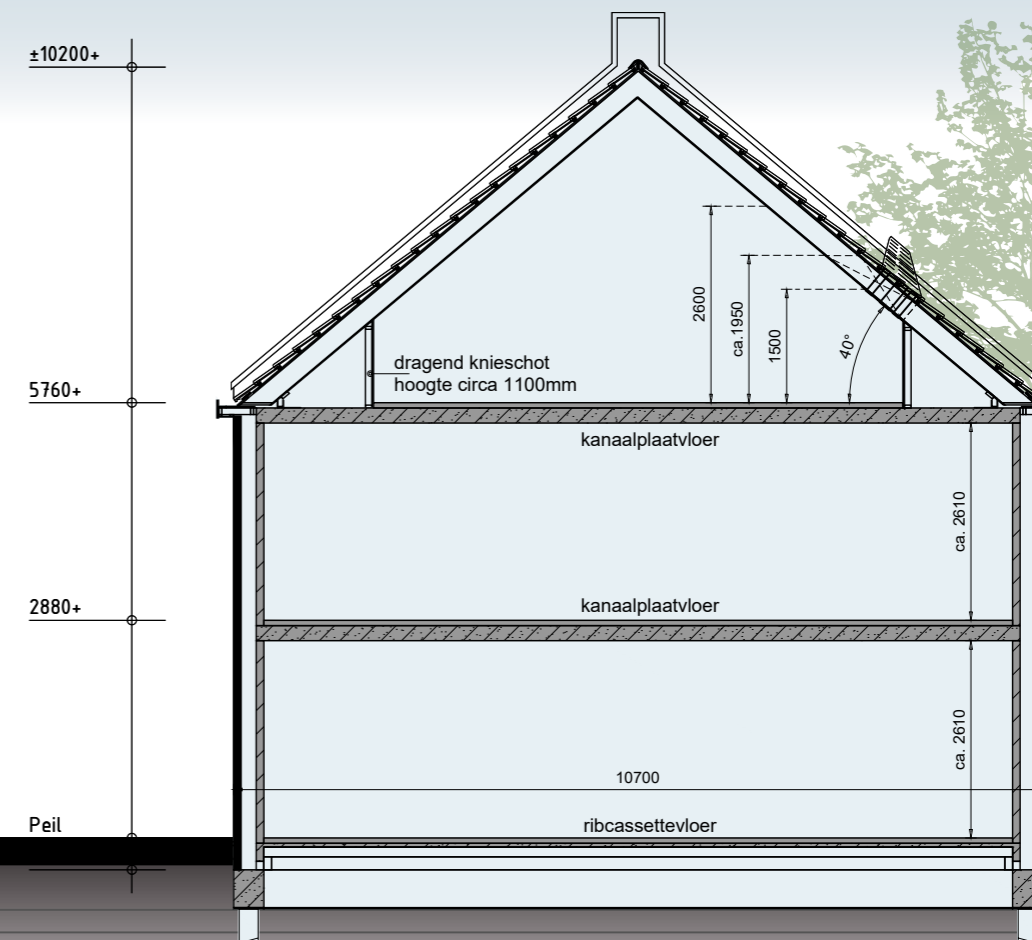 ±10200+
2600
ca.1950
1500
40°
dragend knieschot
hoogte circa 1100mm
5760+
kanaalplaatvloer
ca. 2610
kanaalplaatvloer
2880+
ca. 2610
10700
Peil
ribcassettevloer